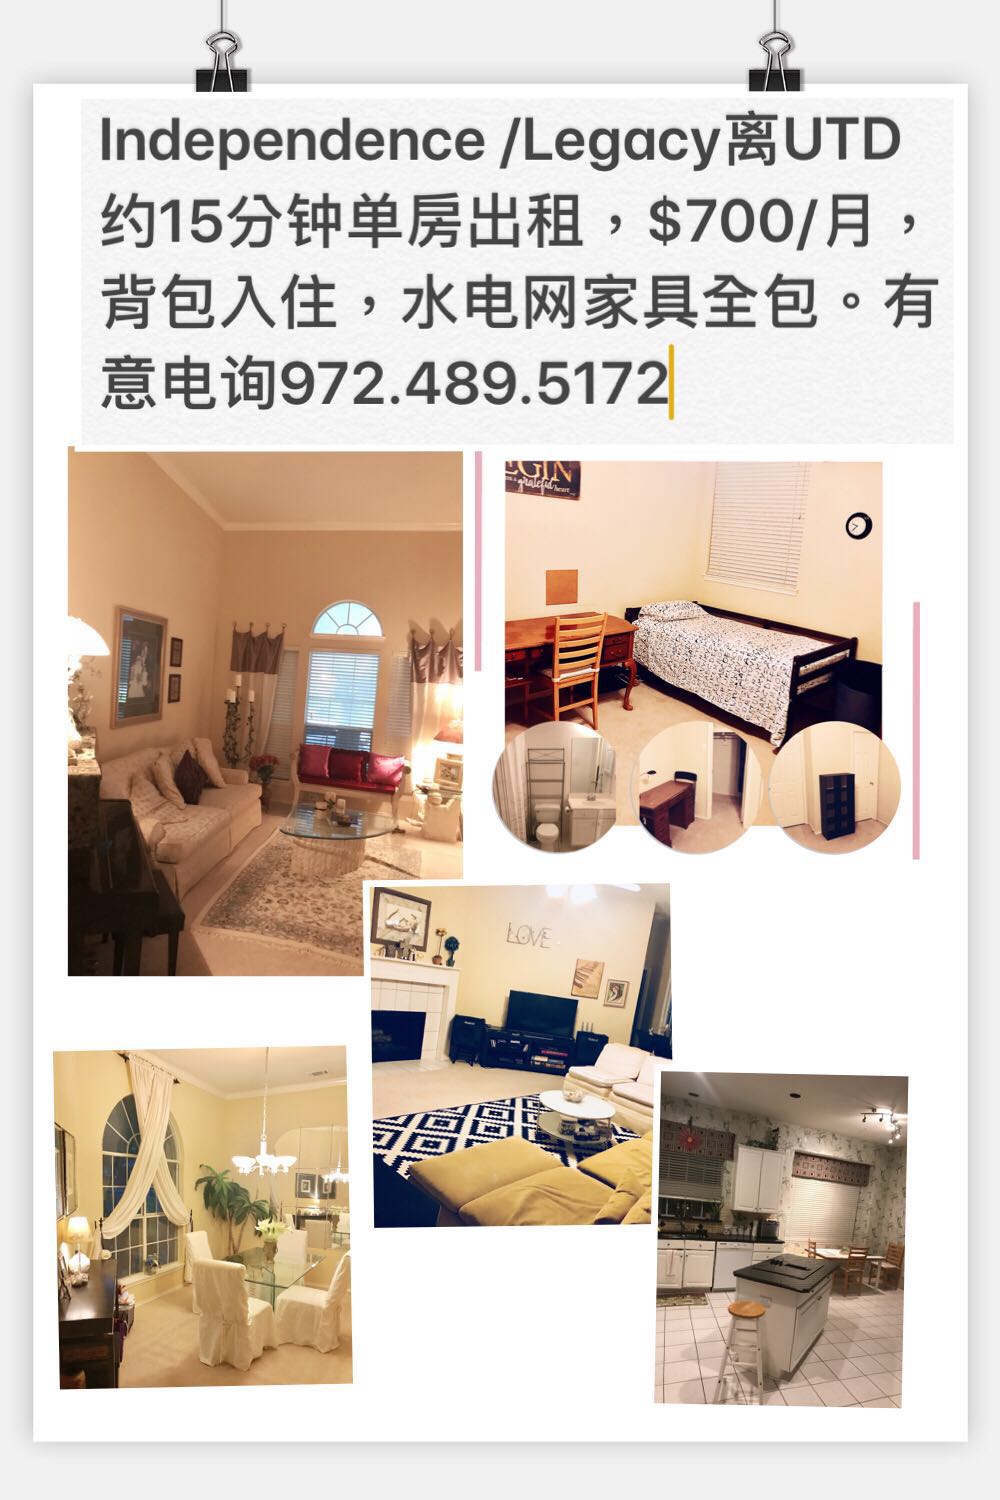 Independence /Legacy离UTD
约15分钟单房出租，$700/月，
背包入住，水电网家具全包。有
意电询972.489.5172
grateful
heart
LOVE